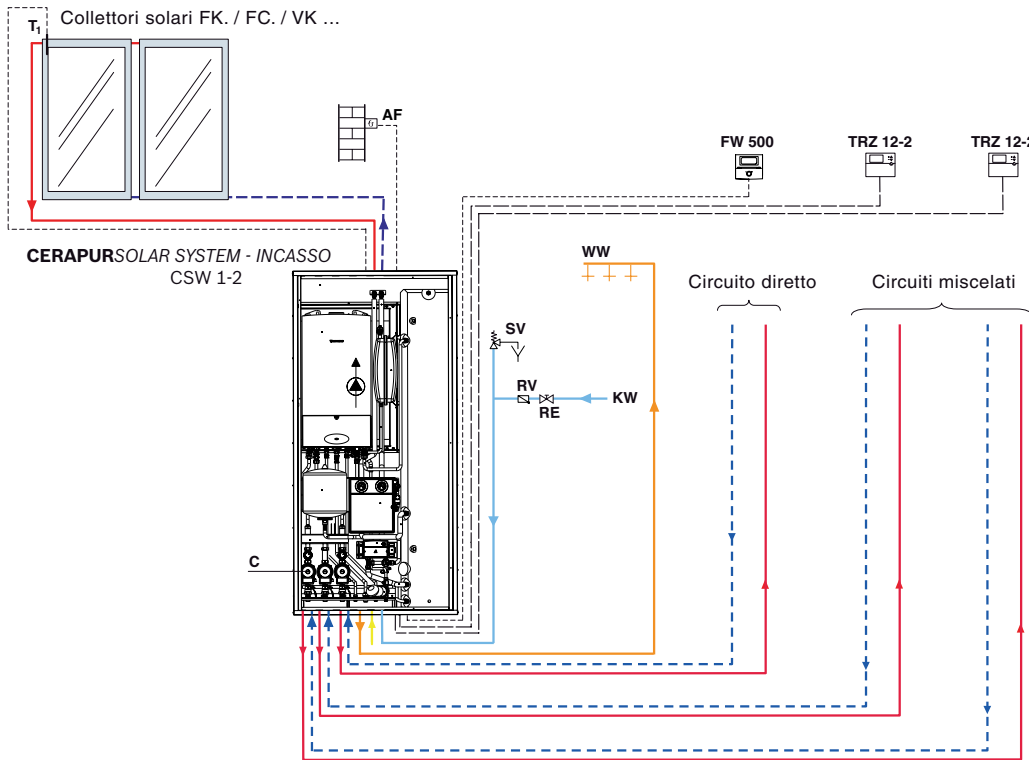 Collettori solari FK. / FC. / VK ...
T1
AF
FW 500
TRZ 12-2
TRZ 12-2
CERAPURSOLAR SYSTEM - INCASSO
CSW 1-2
WW
Circuito diretto
Circuiti miscelati
SV
RV
RE
KW
C